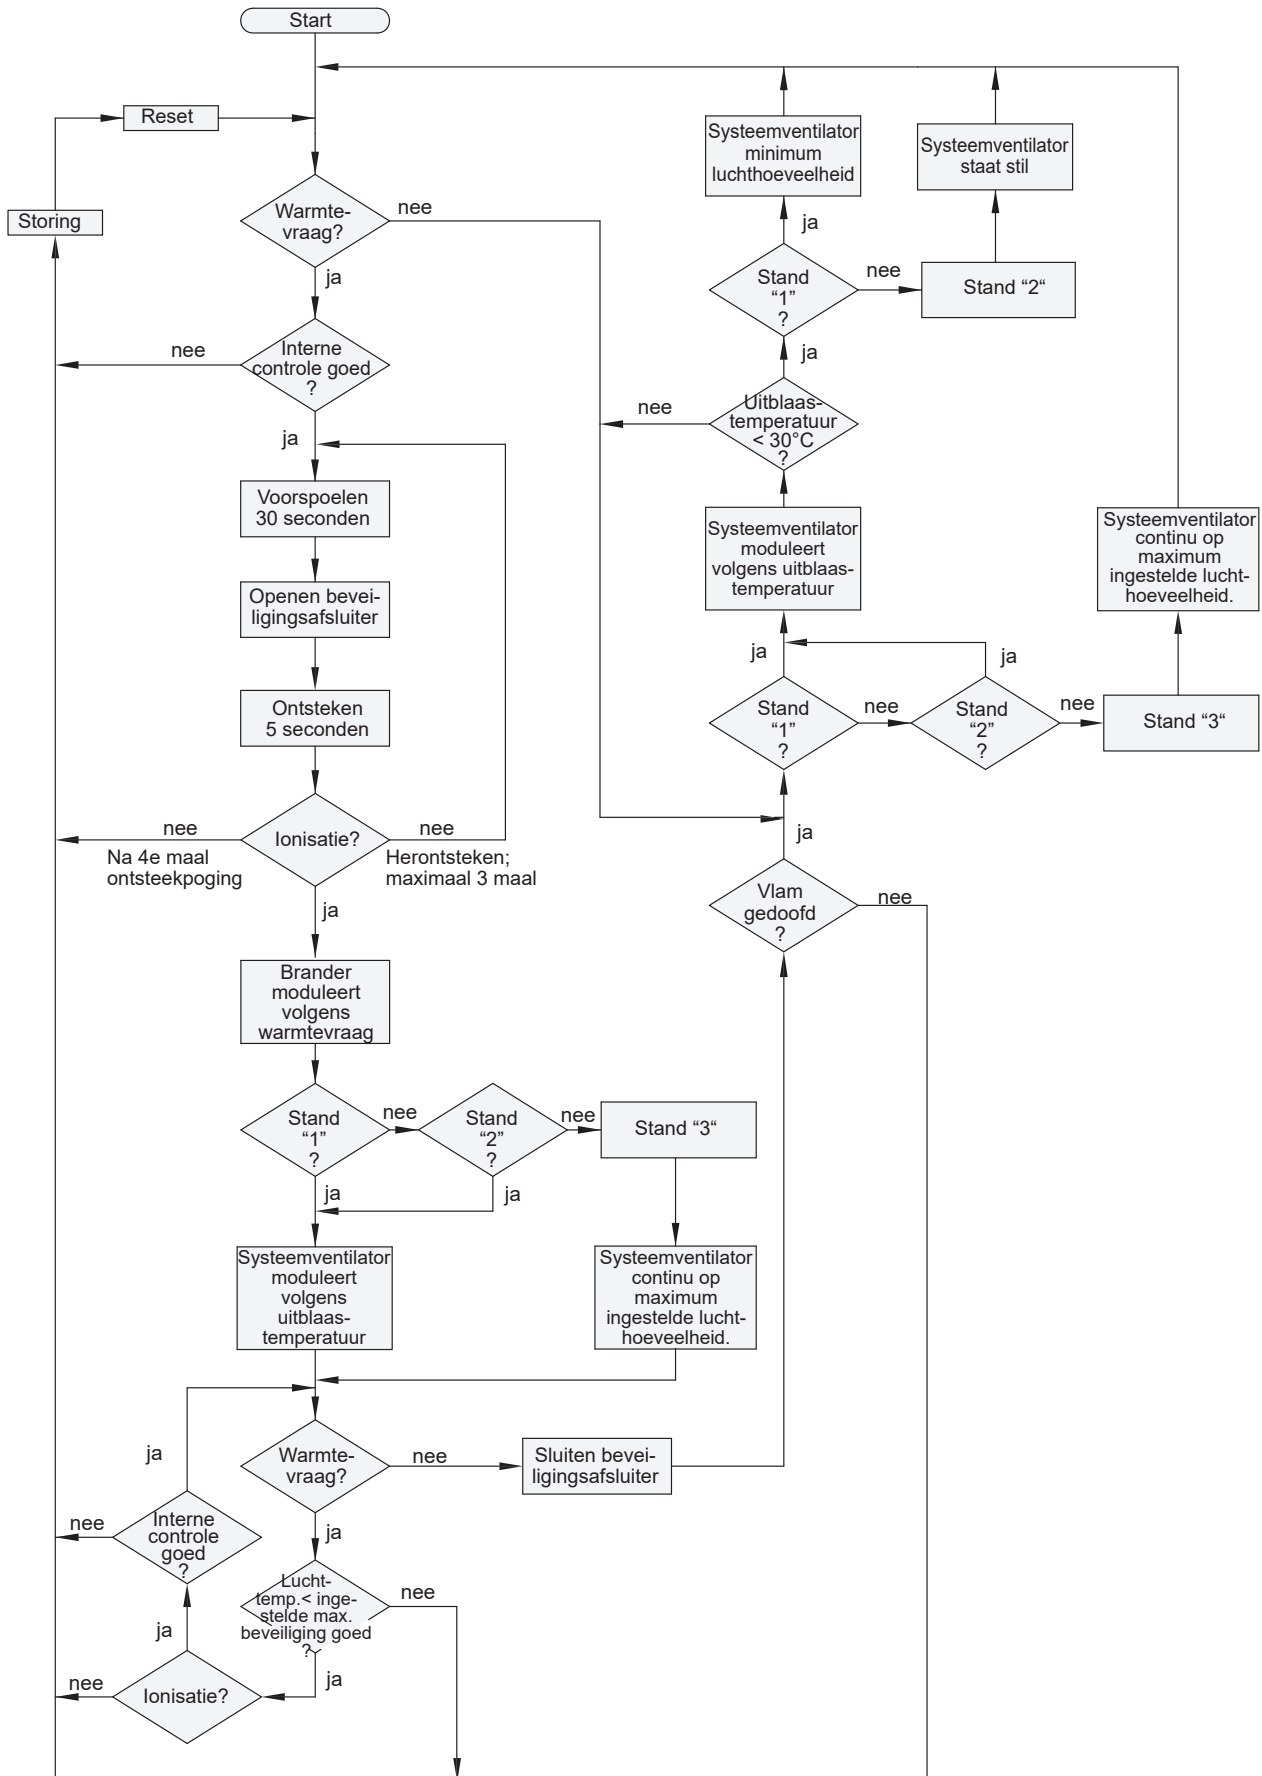 Start
Reset
Storing
Warmte-
vraag?
nee
ja
Interne
controle goed
?
nee
ja
Voorspoelen
30 seconden
Openen bevei-
ligingsafsluiter
Ontsteken
5 seconden
Ionisatie?
nee
Na 4e maal
ontsteekpoging
nee
Herontsteken;
maximaal 3 maal
ja
Brander
moduleert
volgens
warmtevraag
Stand
“1”
?
nee
Stand
“2”
?
nee
Stand “3“
ja
ja
Systeemventilator
moduleert
volgens
uitblaas-
temperatuur
Systeemventilator
continu op
maximum
ingestelde lucht-
hoeveelheid.
Warmte-
vraag?
nee
Sluiten bevei-
ligingsafsluiter
ja
Lucht-
temp.< inge-
stelde max.
beveiliging goed
?
nee
ja
Ionisatie?
nee
ja
Interne
controle
goed
?
nee
ja
Systeemventilator
minimum
luchthoeveelheid
Systeemventilator
staat stil
ja
Stand
“1”
?
nee
Stand “2“
ja
Uitblaas-
temperatuur
< 30°C
?
nee
Systeemventilator
moduleert
volgens uitblaas-
temperatuur
Systeemventilator
continu op
maximum
ingestelde lucht-
hoeveelheid.
ja
ja
Stand
“1”
?
nee
Stand
“2”
?
nee
Stand “3“
ja
Vlam
gedoofd
?
nee